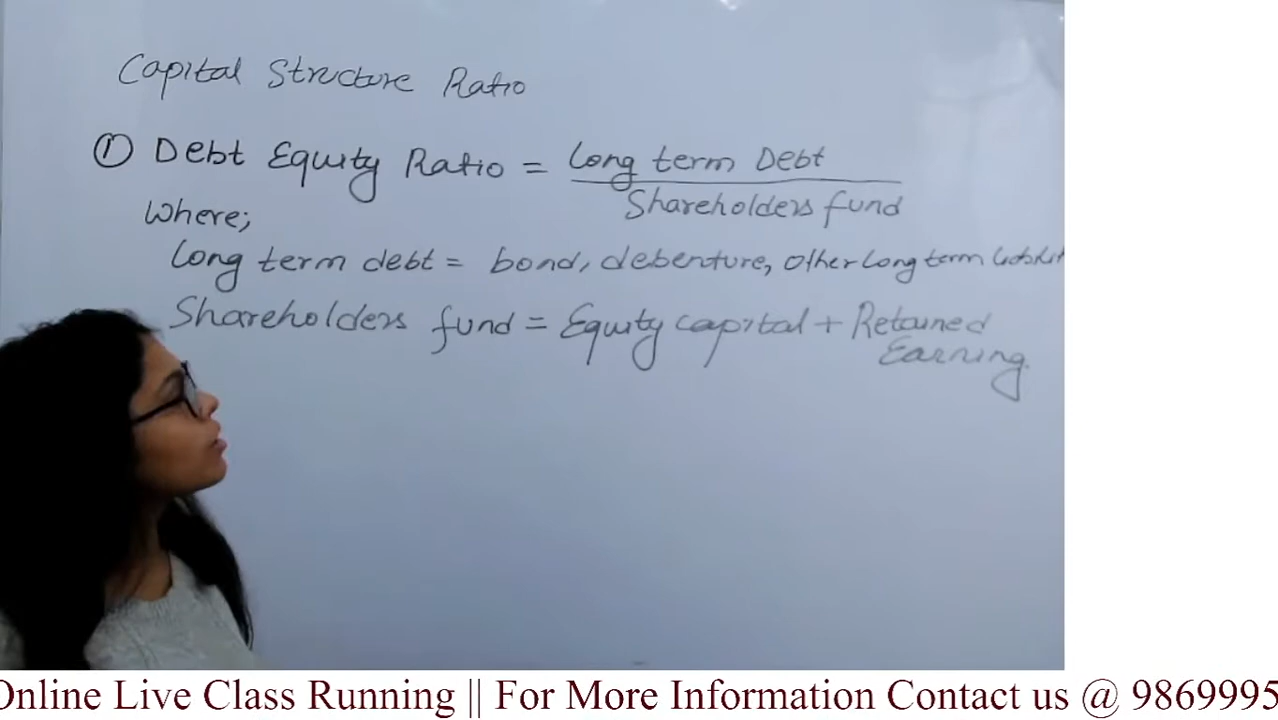 Capital Structure Ratio
① Debt Equity Ratio = Long term Debt
Shareholders fund
Where;
Long term debt = bond, debenture, other long term
Shareholders fund = Equity capital + Retained
Earning.
Online Live Class Running || For More Information Contact us @ 9869995